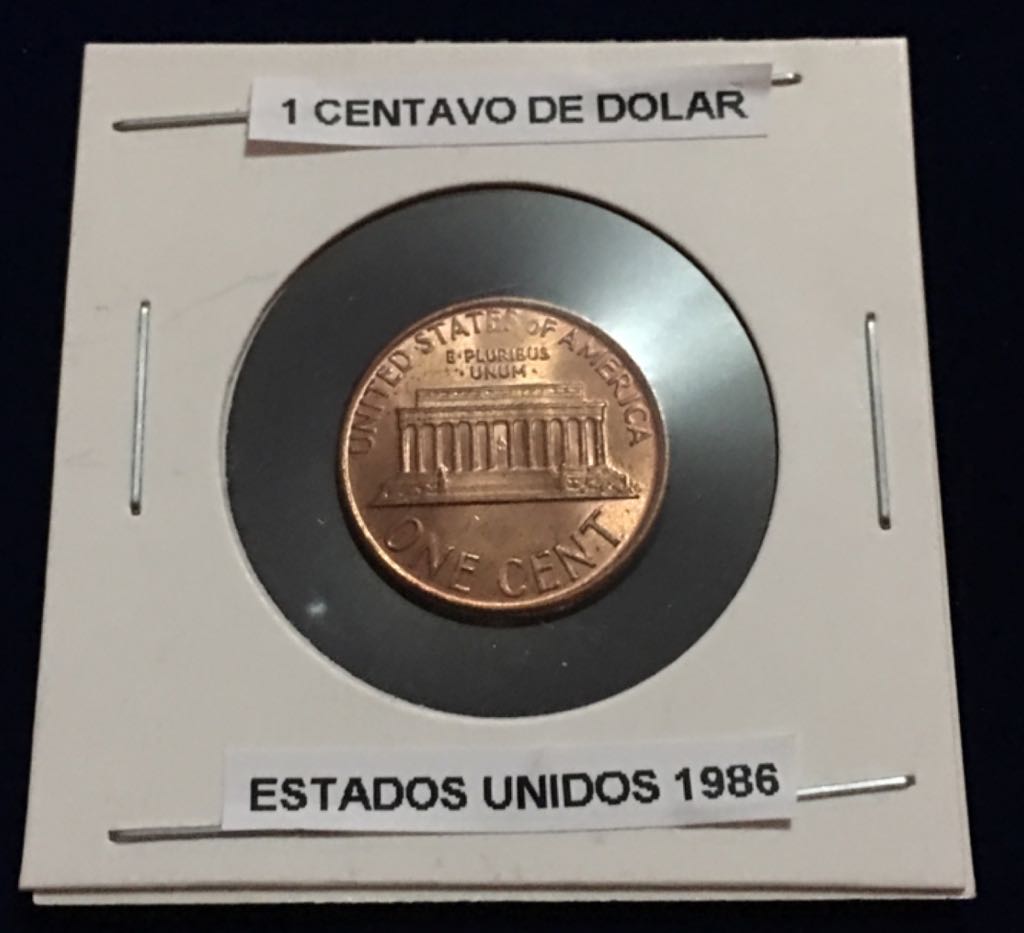 1 CENTAVO DE DOLAR
UNITED STATES OF AMERICA
E·PLURIBUS
·UNUM·
ONE CENT
ESTADOS UNIDOS 1986